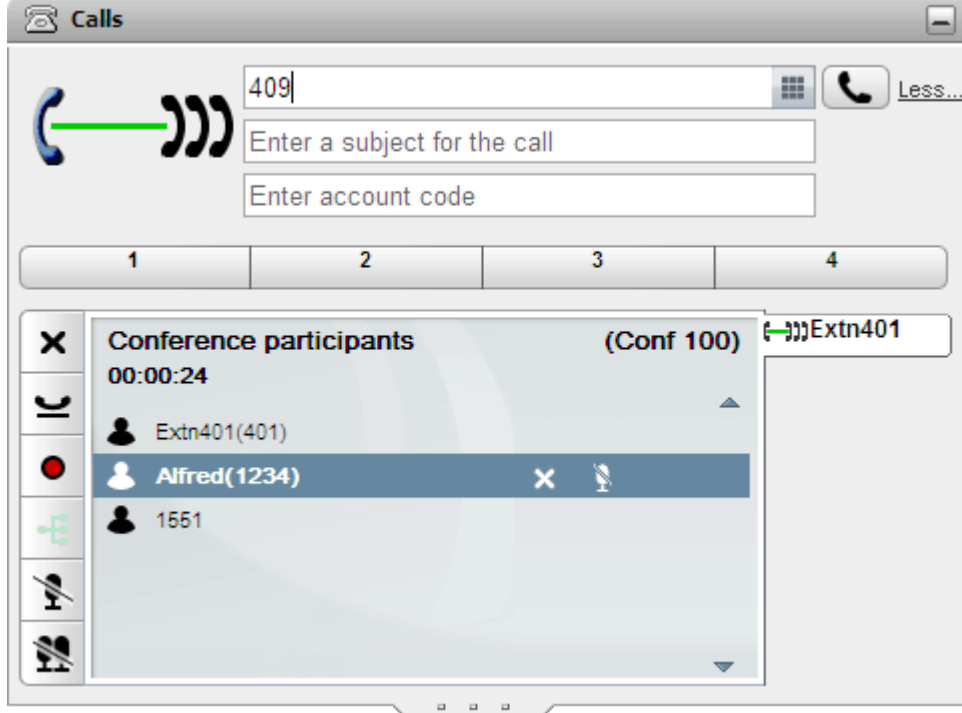 Calls
409
Less...
Enter a subject for the call
Enter account code
1 2 3 4
Conference participants (Conf 100)
Extn401
00:00:24
Extn401(401)
Alfred(1234)
1551